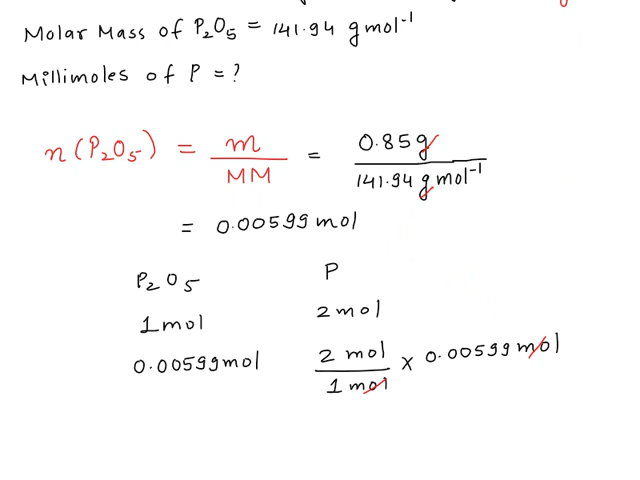 Molar Mass of P₂O₅ = 141.94 g mol⁻¹
Millimoles of P = ?
n (P₂O₅) = m / MM = 0.85g / 141.94 g mol⁻¹
= 0.00599 mol
P₂O₅ P
1 mol 2 mol
0.00599 mol 2 mol / 1 mol × 0.00599 mol